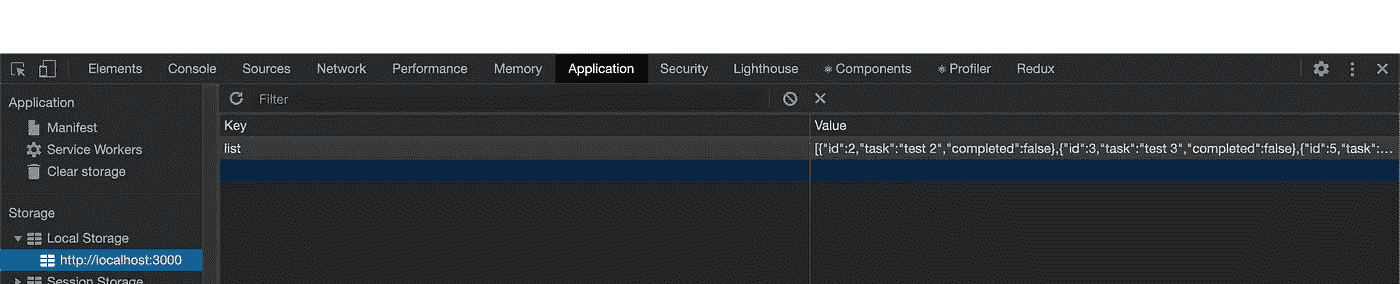 Elements Console Sources Network Performance Memory Application Security Lighthouse Components Profiler Redux
Application
Manifest
Service Workers
Clear storage
Storage
Local Storage
http://localhost:3000
Session Storage
Filter
Key Value
list [{"id":2,"task":"test 2","completed":false},{"id":3,"task":"test 3","completed":false},{"id":5,"task":...